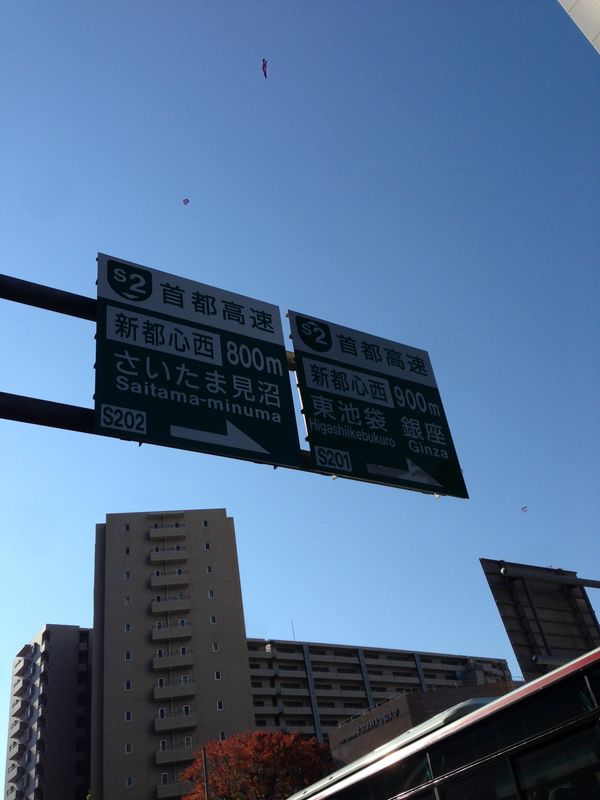 S2 首都高速
新都心西 800m
さいたま見沼
Saitama-minuma
S202
S2 首都高速
新都心西 900m
東池袋 銀座
Higashiikebukuro Ginza
S201